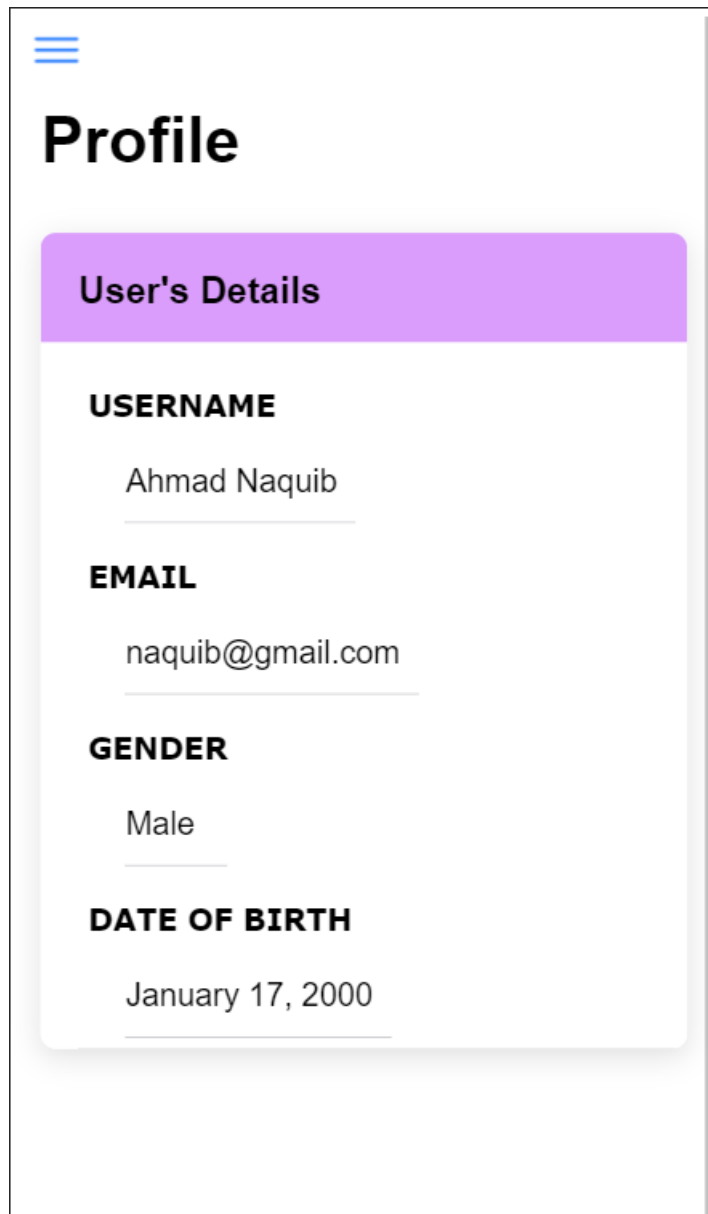 Profile
User's Details
USERNAME
Ahmad Naquib
EMAIL
naquib@gmail.com
GENDER
Male
DATE OF BIRTH
January 17, 2000